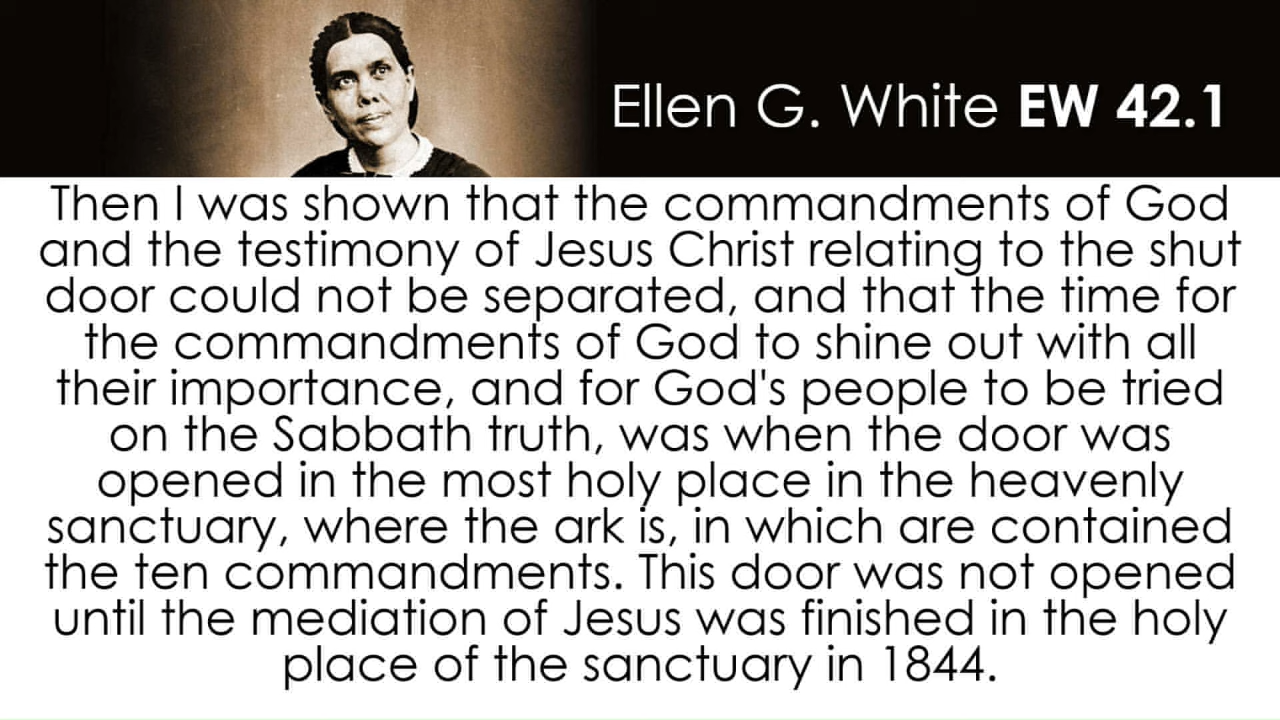 Ellen G. White EW 42.1
Then I was shown that the commandments of God
and the testimony of Jesus Christ relating to the shut
door could not be separated, and that the time for
the commandments of God to shine out with all
their importance, and for God's people to be tried
on the Sabbath truth, was when the door was
opened in the most holy place in the heavenly
sanctuary, where the ark is, in which are contained
the ten commandments. This door was not opened
until the mediation of Jesus was finished in the holy
place of the sanctuary in 1844.